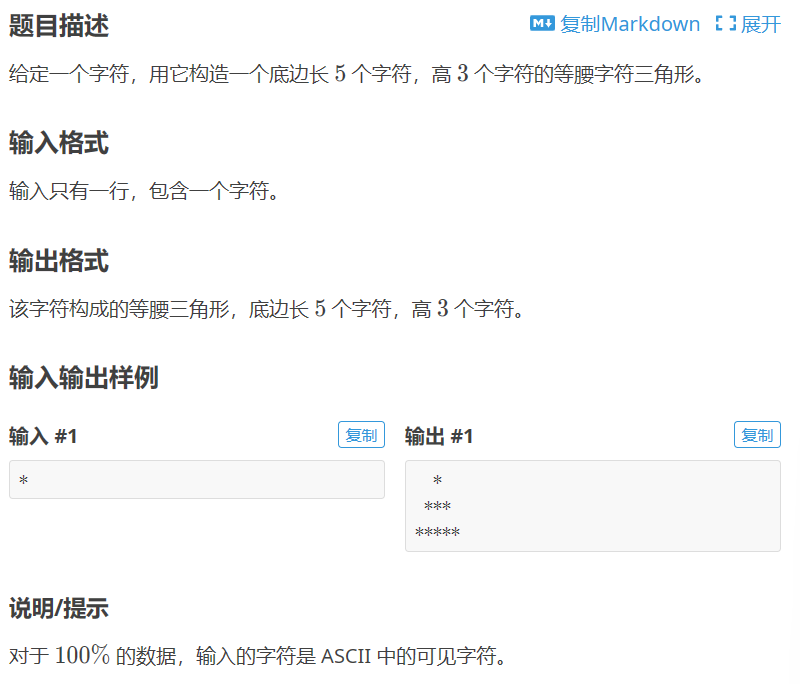 题目描述 M↓ 复制Markdown 展开
给定一个字符，用它构造一个底边长 5 个字符，高 3 个字符的等腰字符三角形。
输入格式
输入只有一行，包含一个字符。
输出格式
该字符构成的等腰三角形，底边长 5 个字符，高 3 个字符。
输入输出样例
输入 #1 复制 输出 #1 复制
*
  *
 ***
*****
说明/提示
对于 100% 的数据，输入的字符是 ASCII 中的可见字符。